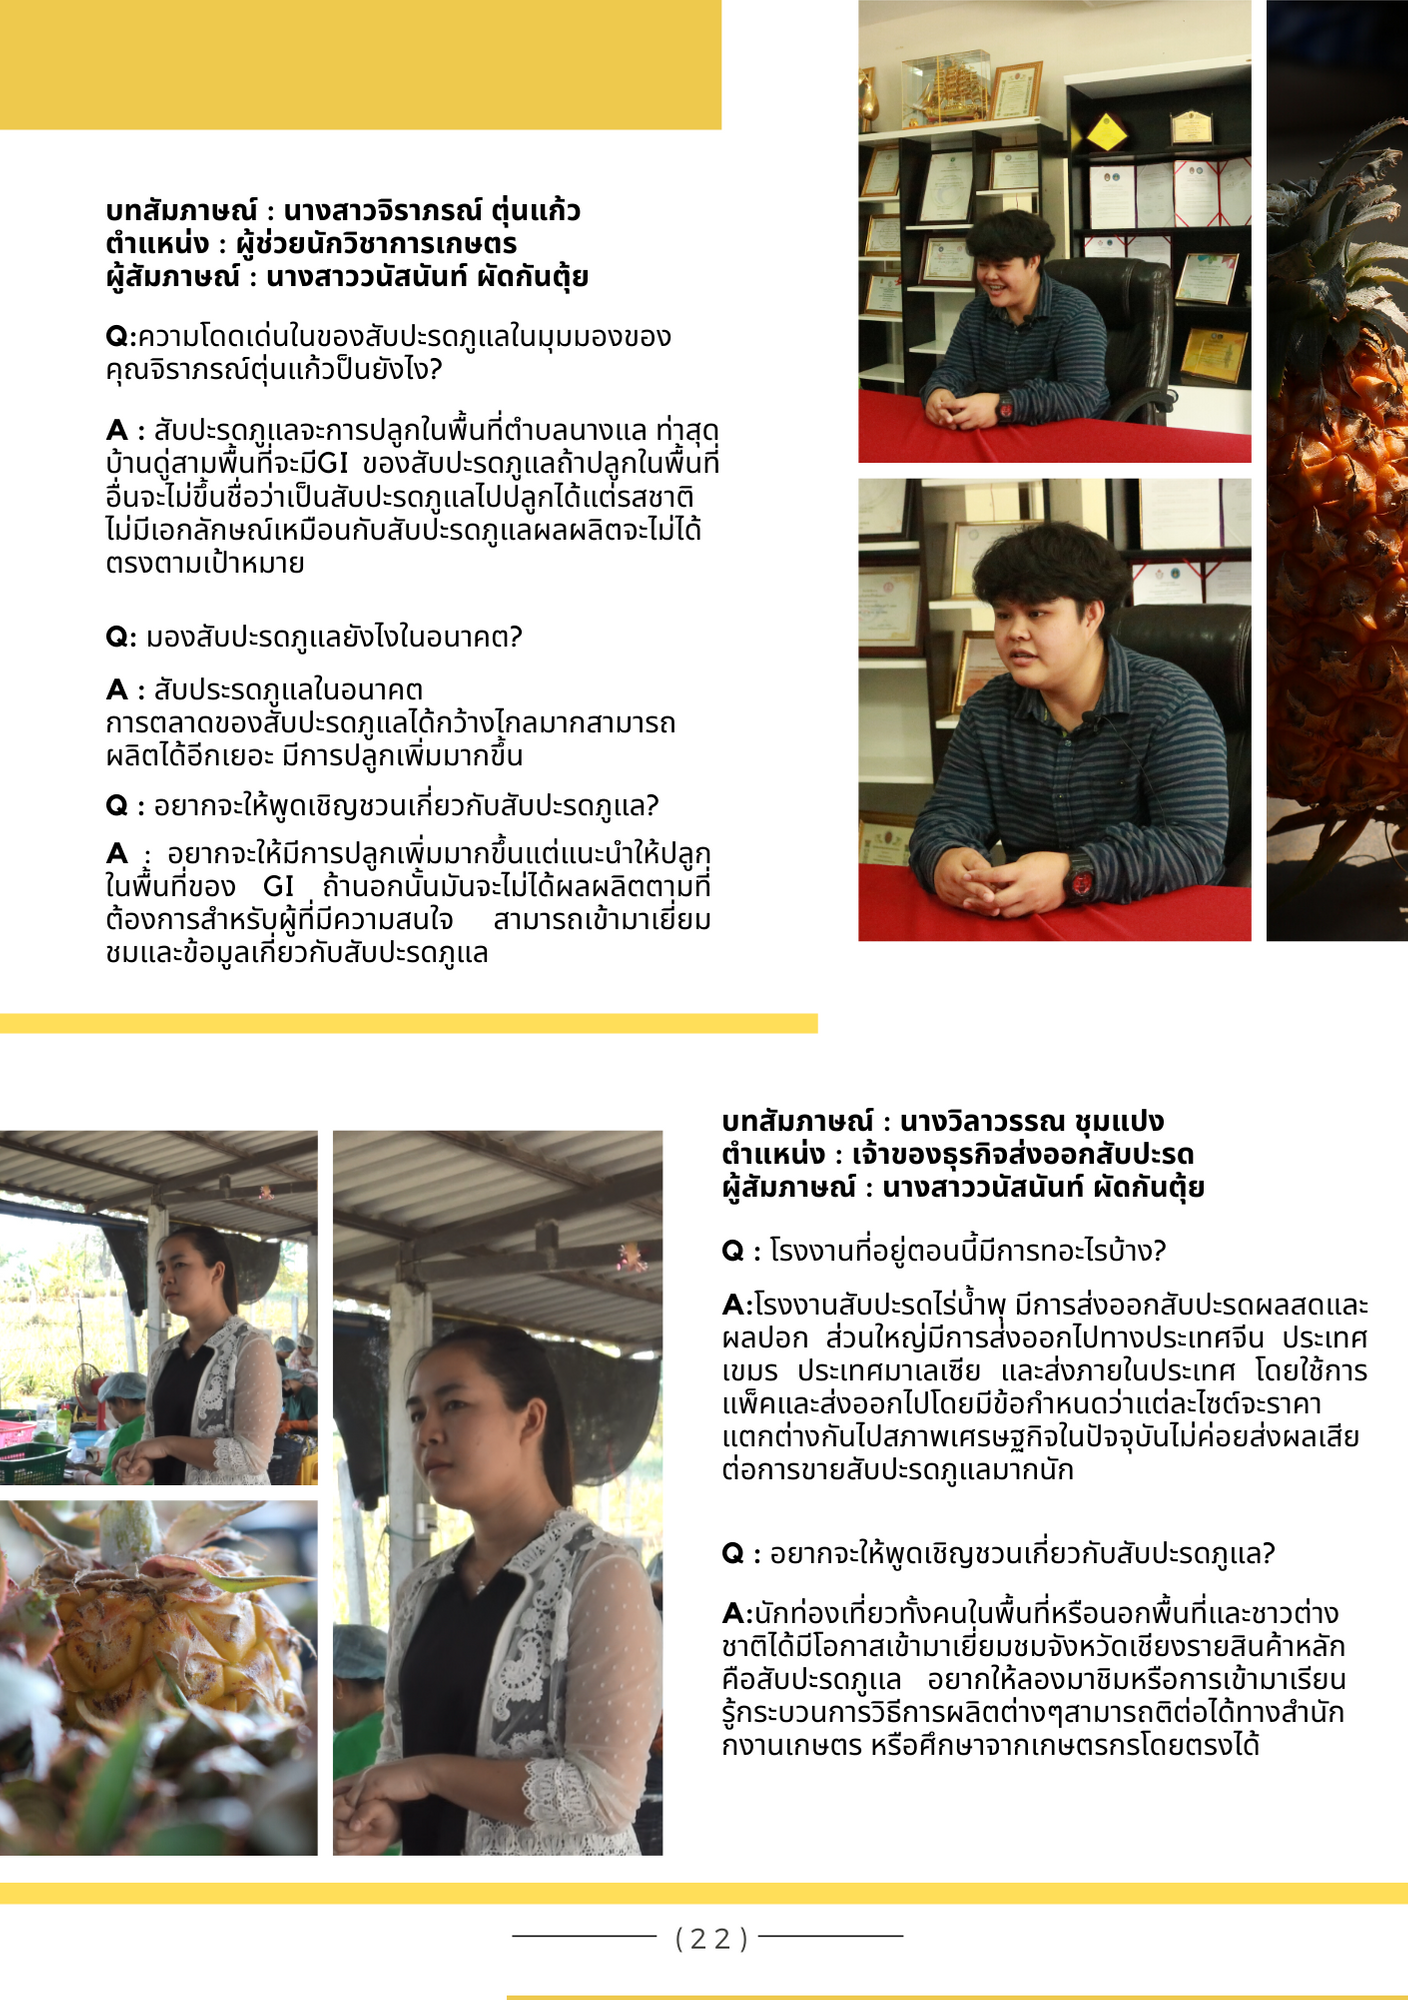 บทสัมภาษณ์ : นางสาวจิราภรณ์ ตุ่นแก้ว
ตำแหน่ง : ผู้ช่วยนักวิชาการเกษตร
ผู้สัมภาษณ์ : นางสาววนัสนันท์ ผัดกันตุ้ย
Q:ความโดดเด่นในของสับปะรดภูแลในมุมมองของ
คุณจิราภรณ์ตุ่นแก้วป็นยังไง?
A : สับปะรดภูแลจะการปลูกในพื้นที่ตำบลนางแล ท่าสุด
บ้านดู่สามพื้นที่จะมีGI ของสับปะรดภูแลถ้าปลูกในพื้นที่
อื่นจะไม่ขึ้นชื่อว่าเป็นสับปะรดภูแลไปปลูกได้แต่รสชาติ
ไม่มีเอกลักษณ์เหมือนกับสับปะรดภูแลผลผลิตจะไม่ได้
ตรงตามเป้าหมาย
Q: มองสับปะรดภูแลยังไงในอนาคต?
A : สับประรดภูแลในอนาคต
การตลาดของสับปะรดภูแลได้กว้างไกลมากสามารถ
ผลิตได้อีกเยอะ มีการปลูกเพิ่มมากขึ้น
Q : อยากจะให้พูดเชิญชวนเกี่ยวกับสับปะรดภูแล?
A : อยากจะให้มีการปลูกเพิ่มมากขึ้นแต่แนะนำให้ปลูก
ในพื้นที่ของ GI ถ้านอกนั้นมันจะไม่ได้ผลผลิตตามที่
ต้องการสำหรับผู้ที่มีความสนใจ สามารถเข้ามาเยี่ยม
ชมและข้อมูลเกี่ยวกับสับปะรดภูแล
บทสัมภาษณ์ : นางวิลาวรรณ ชุมแปง
ตำแหน่ง : เจ้าของธุรกิจส่งออกสับปะรด
ผู้สัมภาษณ์ : นางสาววนัสนันท์ ผัดกันตุ้ย
Q : โรงงานที่อยู่ตอนนี้มีการทอะไรบ้าง?
A:โรงงานสับปะรดไร่น้ำพุ มีการส่งออกสับปะรดผลสดและ
ผลปอก ส่วนใหญ่มีการส่งออกไปทางประเทศจีน ประเทศ
เขมร ประเทศมาเลเซีย และส่งภายในประเทศ โดยใช้การ
แพ็คและส่งออกไปโดยมีข้อกำหนดว่าแต่ละไซต์จะราคา
แตกต่างกันไปสภาพเศรษฐกิจในปัจจุบันไม่ค่อยส่งผลเสีย
ต่อการขายสับปะรดภูแลมากนัก
Q : อยากจะให้พูดเชิญชวนเกี่ยวกับสับปะรดภูแล?
A:นักท่องเที่ยวทั้งคนในพื้นที่หรือนอกพื้นที่และชาวต่าง
ชาติได้มีโอกาสเข้ามาเยี่ยมชมจังหวัดเชียงรายสินค้าหลัก
คือสับปะรดภูแล อยากให้ลองมาชิมหรือการเข้ามาเรียน
รู้กระบวนการวิธีการผลิตต่างๆสามารถติต่อได้ทางสำนัก
กงานเกษตร หรือศึกษาจากเกษตรกรโดยตรงได้
(22)